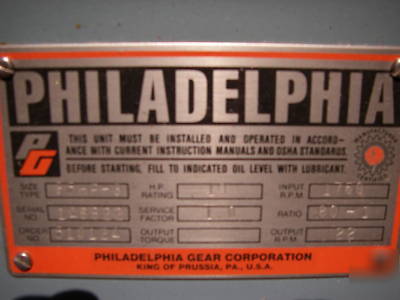 PHILADELPHIA
PG
THIS UNIT MUST BE INSTALLED AND OPERATED IN ACCORD-
ANCE WITH CURRENT INSTRUCTION MANUALS AND OSHA STANDARDS.
BEFORE STARTING, FILL TO INDICATED OIL LEVEL WITH LUBRICANT.
SIZE TYPE H.P. RATING INPUT R.P.M.
SERIAL NO SERVICE FACTOR RATIO
ORDER NO OUTPUT TORQUE OUTPUT R.P.M. 22
PHILADELPHIA GEAR CORPORATION
KING OF PRUSSIA, PA., U.S.A.